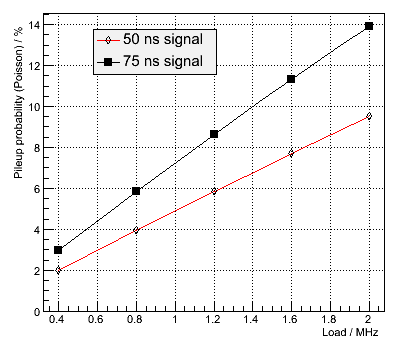 Pileup probability (Poisson) / %
50 ns signal
75 ns signal
14
12
10
8
6
4
2
0
0.4 0.6 0.8 1 1.2 1.4 1.6 1.8 2
Load / MHz